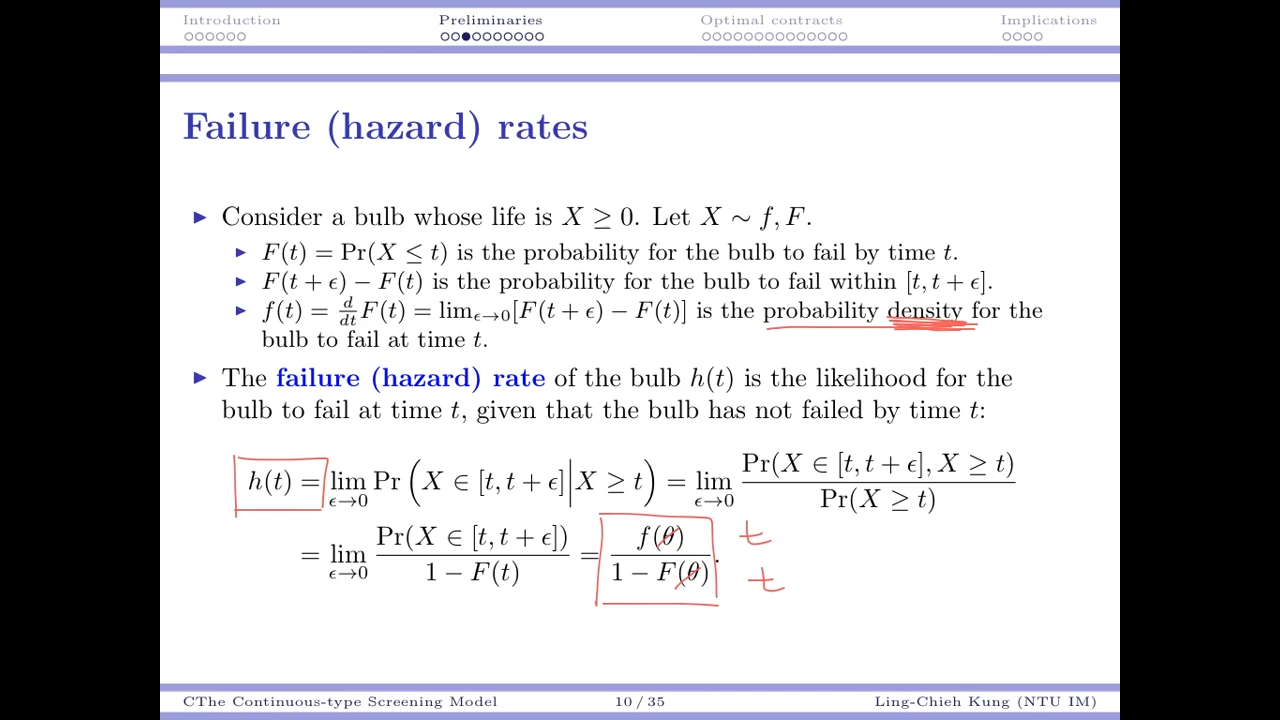 Introduction Preliminaries Optimal contracts Implications
Failure (hazard) rates
▶ Consider a bulb whose life is X ≥ 0. Let X ∼ f, F.
▶ F(t) = Pr(X ≤ t) is the probability for the bulb to fail by time t.
▶ F(t + ϵ) − F(t) is the probability for the bulb to fail within [t, t + ϵ].
▶ f(t) = d/dt F(t) = lim_{ϵ→0}[F(t + ϵ) − F(t)] is the probability density for the
bulb to fail at time t.
▶ The failure (hazard) rate of the bulb h(t) is the likelihood for the
bulb to fail at time t, given that the bulb has not failed by time t:
h(t) = lim_{ϵ→0} Pr(X ∈ [t, t + ϵ]|X ≥ t) = lim_{ϵ→0} Pr(X ∈ [t, t + ϵ], X ≥ t) / Pr(X ≥ t)
= lim_{ϵ→0} Pr(X ∈ [t, t + ϵ]) / 1 − F(t) = f(θ) / 1 − F(θ). t t
CThe Continuous-type Screening Model 10 / 35 Ling-Chieh Kung (NTU IM)